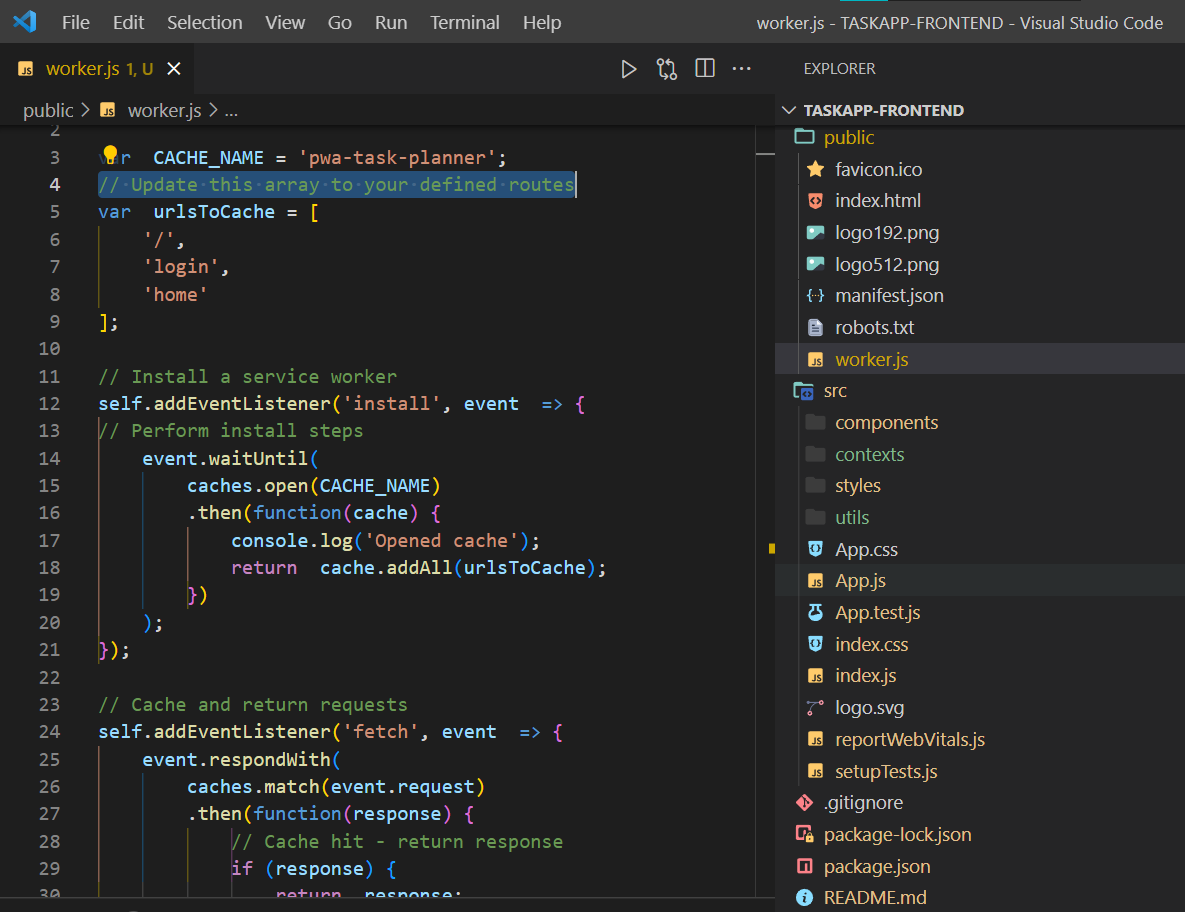 File Edit Selection View Go Run Terminal Help
worker.js - TASKAPP-FRONTEND - Visual Studio Code
JS worker.js 1, U
public > JS worker.js > ...
2
3 var CACHE_NAME = 'pwa-task-planner';
4 // Update this array to your defined routes
5 var urlsToCache = [
6 '/',
7 'login',
8 'home'
9 ];
10
11 // Install a service worker
12 self.addEventListener('install', event => {
13 // Perform install steps
14 event.waitUntil(
15 caches.open(CACHE_NAME)
16 .then(function(cache) {
17 console.log('Opened cache');
18 return cache.addAll(urlsToCache);
19 })
20 );
21 });
22
23 // Cache and return requests
24 self.addEventListener('fetch', event => {
25 event.respondWith(
26 caches.match(event.request)
27 .then(function(response) {
28 // Cache hit - return response
29 if (response) {
30 return response;
EXPLORER
TASKAPP-FRONTEND
public
favicon.ico
index.html
logo192.png
logo512.png
manifest.json
robots.txt
JS worker.js
src
components
contexts
styles
utils
App.css
JS App.js
App.test.js
index.css
JS index.js
logo.svg
JS reportWebVitals.js
JS setupTests.js
.gitignore
package-lock.json
package.json
README.md